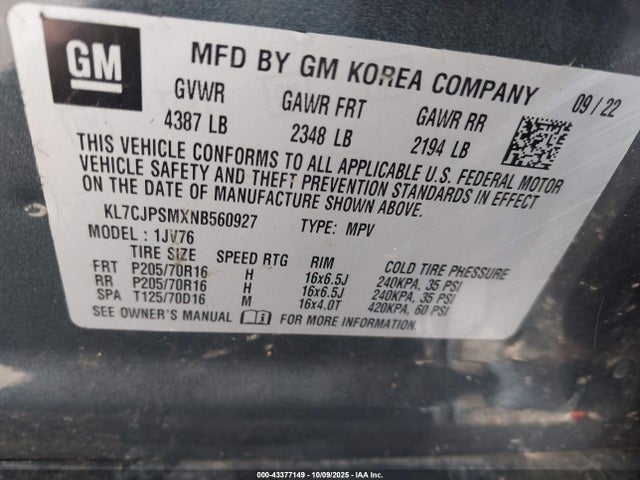 GM
MFD BY GM KOREA COMPANY 09/22
GVWR GAWR FRT GAWR RR
4387 LB 2348 LB 2194 LB
THIS VEHICLE CONFORMS TO ALL APPLICABLE U.S. FEDERAL MOTOR
VEHICLE SAFETY AND THEFT PREVENTION STANDARDS IN EFFECT
ON THE DATE OF MANUFACTURE SHOWN ABOVE.
KL7CJPSMXNB560927 TYPE: MPV
MODEL: 1JV76
TIRE SIZE SPEED RTG RIM COLD TIRE PRESSURE
FRT P205/70R16 H 16x6.5J 240KPA, 35 PSI
RR P205/70R16 H 16x6.5J 240KPA, 35 PSI
SPA T125/70D16 M 16x4.0T 420KPA, 60 PSI
SEE OWNER'S MANUAL FOR MORE INFORMATION.
000-43377149 - 10/09/2025 - IAA Inc.